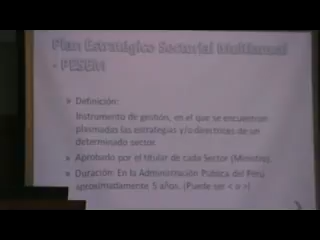 Plan Estratégico Sectorial Multianual
- PESEM
Definición:
Instrumento de gestión, en el que se encuentran
plasmadas las estrategias y/o directrices de un
determinado sector.
Aprobado por el titular de cada Sector (Ministro).
Duración: En la Administración Publica del Perú
aproximadamente 5 años. (Puede ser < o >)